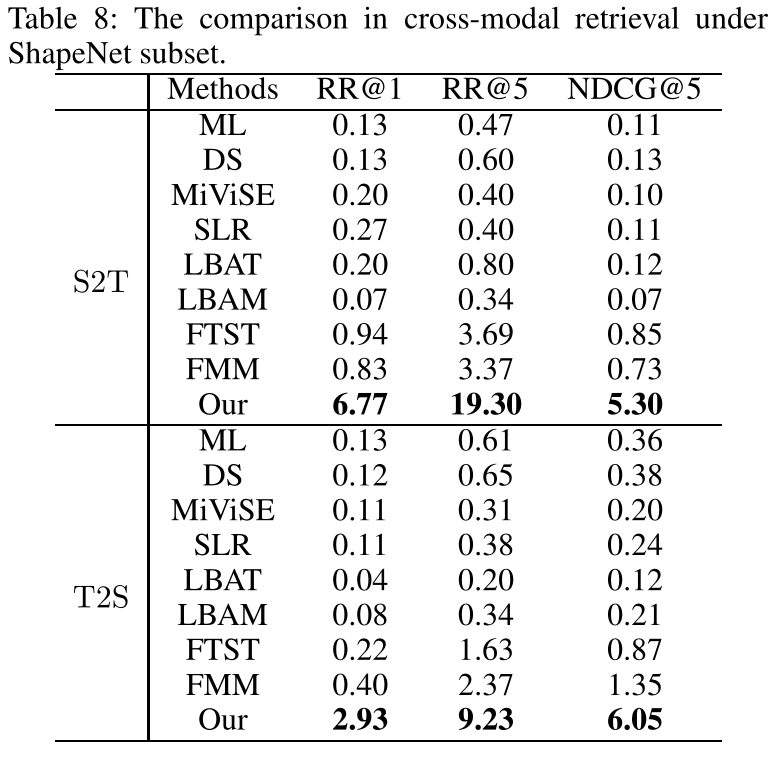 Table 8: The comparison in cross-modal retrieval under
ShapeNet subset.
Methods RR@1 RR@5 NDCG@5
S2T
ML 0.13 0.47 0.11
DS 0.13 0.60 0.13
MiViSE 0.20 0.40 0.10
SLR 0.27 0.40 0.11
LBAT 0.20 0.80 0.12
LBAM 0.07 0.34 0.07
FTST 0.94 3.69 0.85
FMM 0.83 3.37 0.73
Our 6.77 19.30 5.30
T2S
ML 0.13 0.61 0.36
DS 0.12 0.65 0.38
MiViSE 0.11 0.31 0.20
SLR 0.11 0.38 0.24
LBAT 0.04 0.20 0.12
LBAM 0.08 0.34 0.21
FTST 0.22 1.63 0.87
FMM 0.40 2.37 1.35
Our 2.93 9.23 6.05